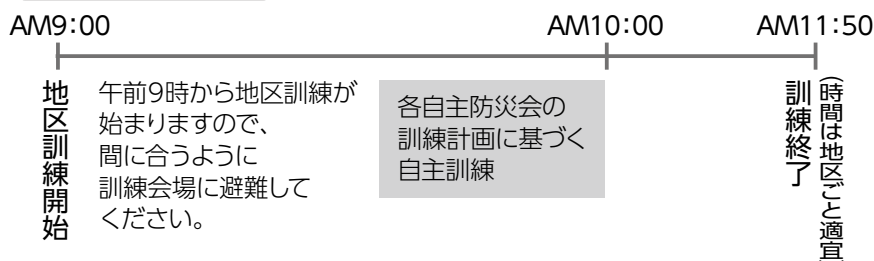 AM9:00
AM10:00
AM11:50
地区訓練開始
午前9時から地区訓練が
始まりますので、
間に合うように
訓練会場に避難して
ください。
各自主防災会の
訓練計画に基づく
自主訓練
訓練終了
(時間は地区ごと適宜